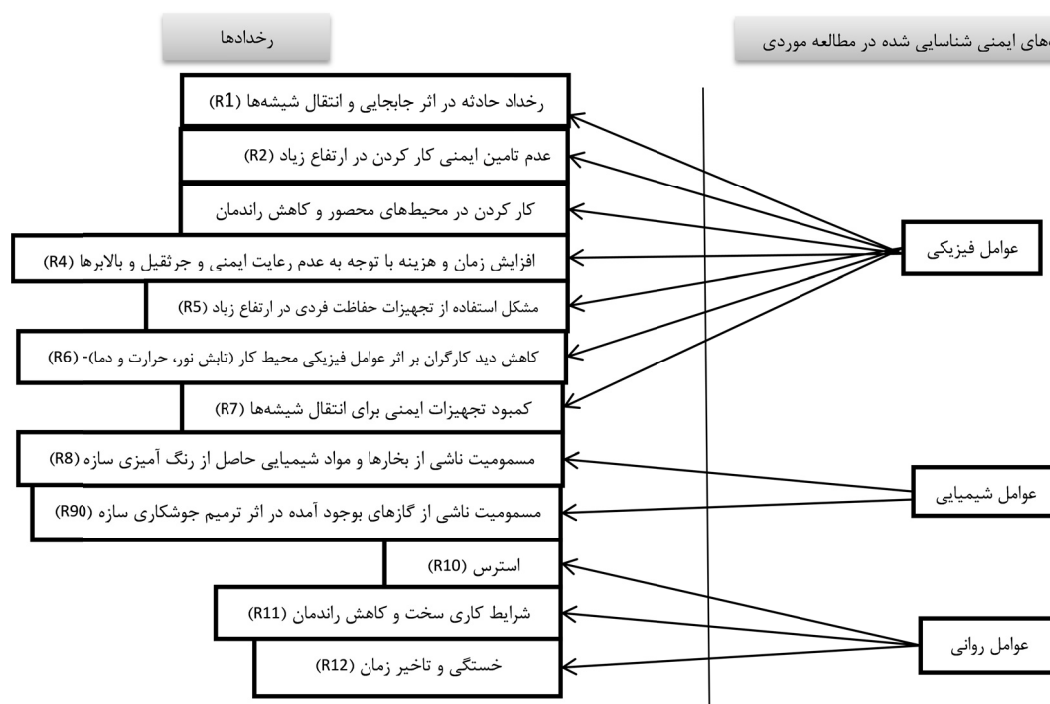 ه‌های ایمنی شناسایی شده در مطالعه موردی
رخدادها
رخداد حادثه در اثر جابجایی و انتقال شیشه‌ها (R1)
عدم تامین ایمنی کار کردن در ارتفاع زیاد (R2)
کار کردن در محیط‌های محصور و کاهش راندمان
عوامل فیزیکی
افزایش زمان و هزینه با توجه به عدم رعایت ایمنی و جرثقیل و بالابرها (R4)
مشکل استفاده از تجهیزات حفاظت فردی در ارتفاع زیاد (R5)
کاهش دید کارگران بر اثر عوامل فیزیکی محیط کار (تابش نور، حرارت و دما)- (R6)
کمبود تجهیزات ایمنی برای انتقال شیشه‌ها (R7)
مسمومیت ناشی از بخارها و مواد شیمیایی حاصل از رنگ آمیزی سازه (R8)
عوامل شیمیایی
مسمومیت ناشی از گازهای بوجود آمده در اثر ترمیم جوشکاری سازه (R90)
استرس (R10)
شرایط کاری سخت و کاهش راندمان (R11)
عوامل روانی
خستگی و تاخیر زمان (R12)